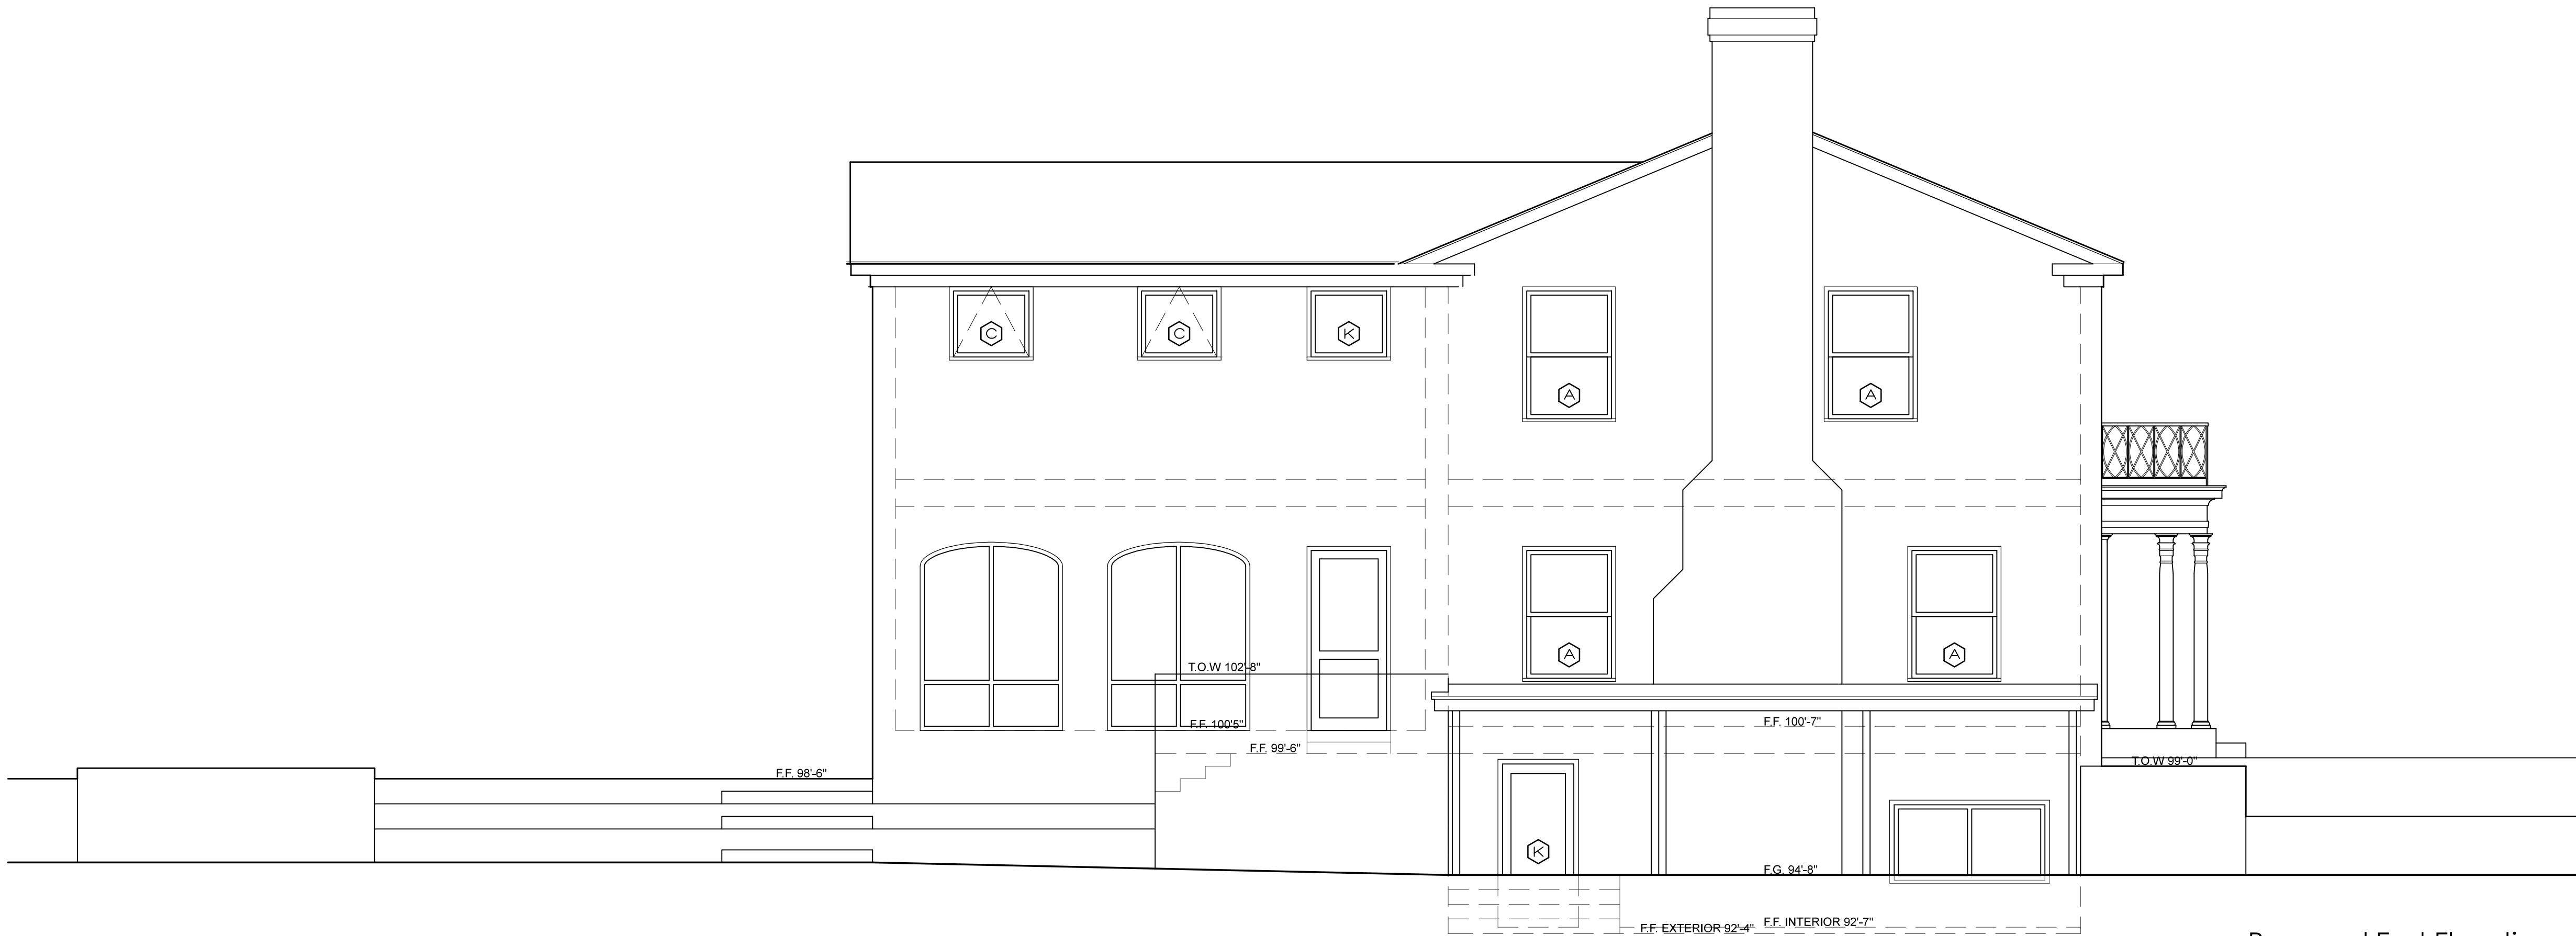 C
C
K
A
A
A
A
T.O.W 102'-8"
F.F. 100'5"
F.F. 100'-7"
F.F. 99'-6"
T.O.W 99'-0"
F.F. 98'-6"
K
F.G. 94'-8"
F.F. EXTERIOR 92'-4"
F.F. INTERIOR 92'-7"